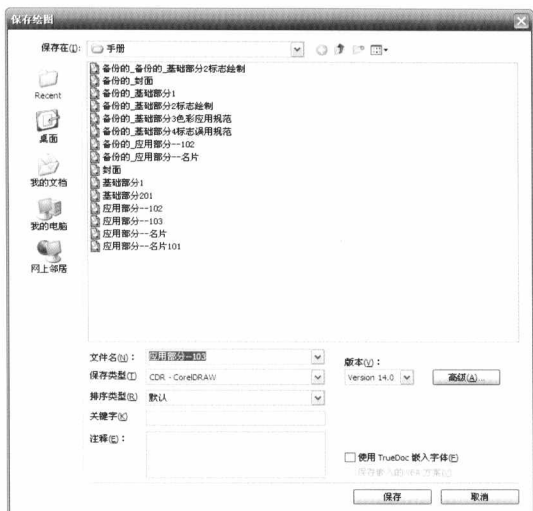 保存绘图
保存在(I): 手册
Recent
桌面
我的文档
我的电脑
网上邻居
备份的_备份的_基础部分2标志绘制
备份的_封面
备份的_基础部分1
备份的_基础部分2标志绘制
备份的_基础部分3色彩应用规范
备份的_基础部分4标志误用规范
备份的_应用部分--102
备份的_应用部分--名片
封面
基础部分1
基础部分201
应用部分--102
应用部分--103
应用部分--名片
应用部分--名片101
文件名(N): 应用部分--103
保存类型(T) CDR - CorelDRAW
排序类型(R) 默认
关键字(K)
注释(E):
版本(V):
Version 14.0 高级(A)...
使用 TrueDoc 嵌入字体(F)
保存 取消